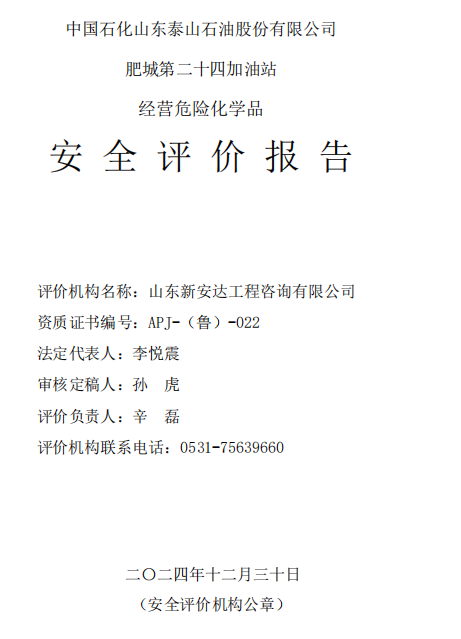 中国石化山东泰山石油股份有限公司
肥城第二十四加油站
经营危险化学品
安全评价报告
评价机构名称：山东新安达工程咨询有限公司
资质证书编号：APJ-（鲁）-022
法定代表人：李悦震
审核定稿人：孙　虎
评价负责人：辛　磊
评价机构联系电话：0531-75639660
二〇二四年十二月三十日
（安全评价机构公章）